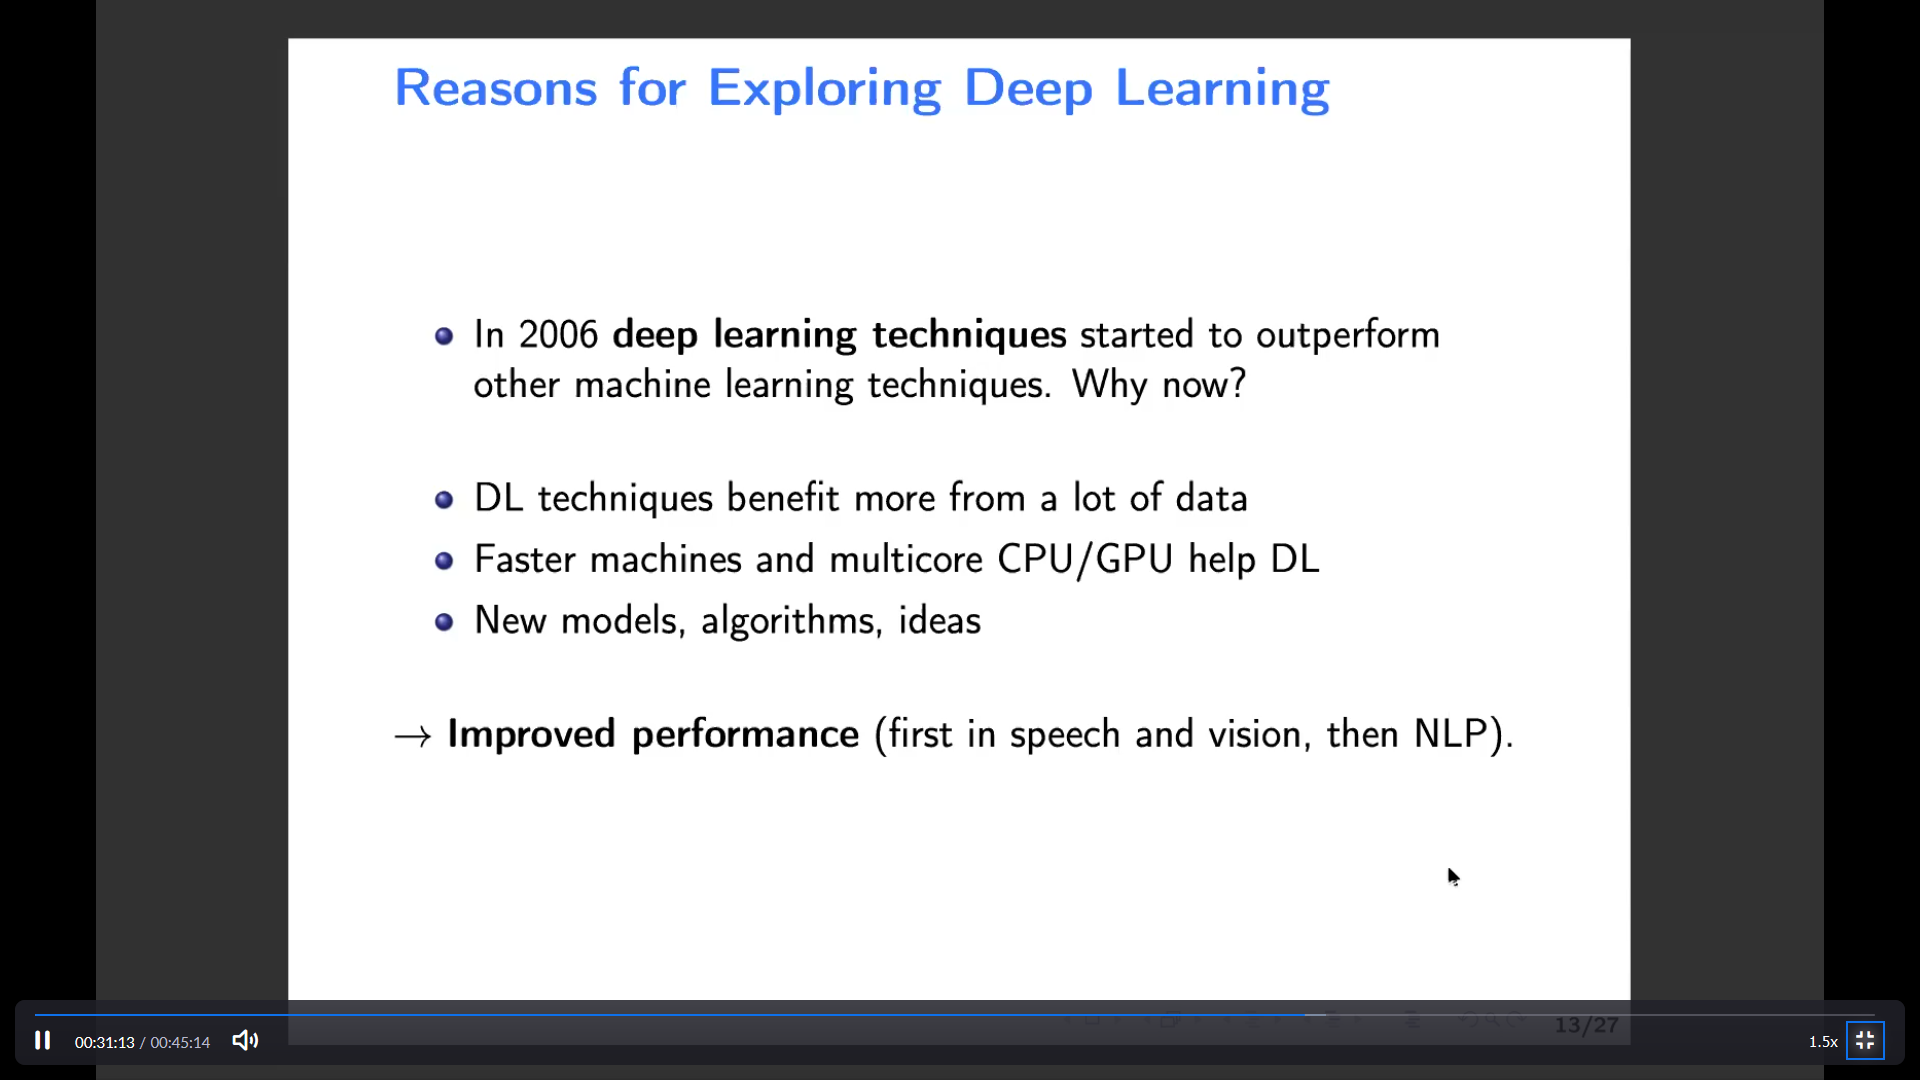 Reasons for Exploring Deep Learning
In 2006 deep learning techniques started to outperform
other machine learning techniques. Why now?
DL techniques benefit more from a lot of data
Faster machines and multicore CPU/GPU help DL
New models, algorithms, ideas
→ Improved performance (first in speech and vision, then NLP).
13/27
00:31:13 / 00:45:14
1.5x